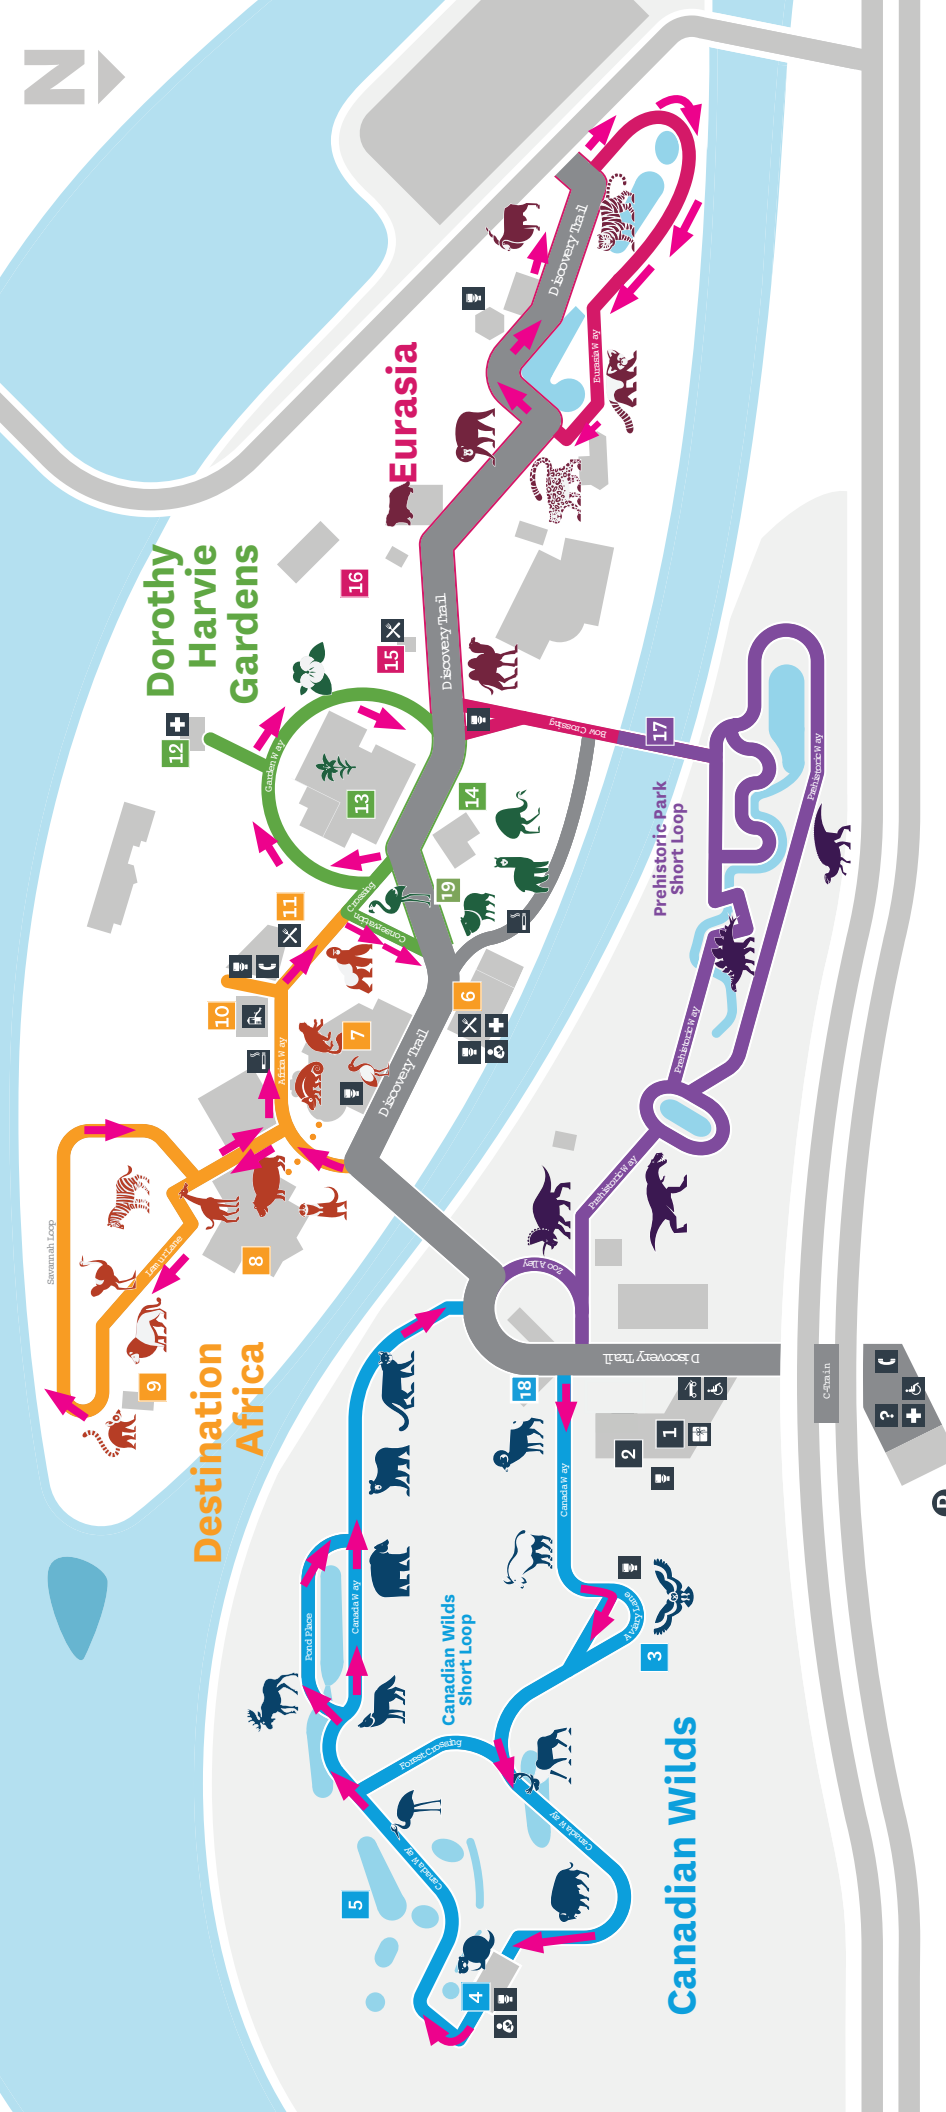 N
Eurasia
Discovery Trail
Eurasia Way
Dorothy
Harvie
Gardens
16
15
Discovery Trail
12
Garden Way
13
14
Bow Crossing
17
Prehistoric Park
Short Loop
Prehistoric Way
11
Crossing
Conservation
19
10
7
6
Africa Way
Discovery Trail
Prehistoric Way
Prehistoric Way
Savannah Loop
Lemur Lane
8
9
Destination
Africa
Zoo Alley
Discovery Trail
C-Train
?
18
1
2
Canada Way
Aviary Lane
3
Pond Place
Canada Way
Canadian Wilds
Short Loop
Forest Crossing
Canada Way
Canada Way
5
4
Canadian Wilds
P